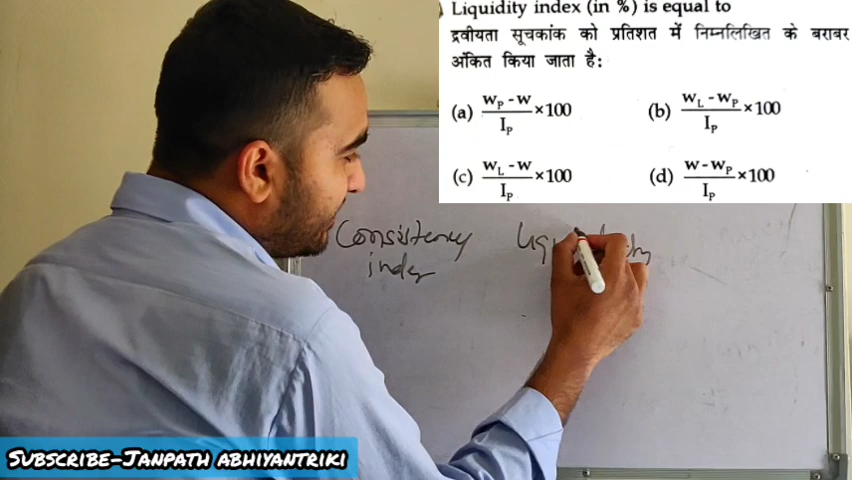 Liquidity index (in %) is equal to
द्रवीयता सूचकांक को प्रतिशत में निम्नलिखित के बराबर
अंकित किया जाता है:
(a) (w_P - w)/I_P ×100
(b) (w_L - w_P)/I_P ×100
(c) (w_L - w)/I_P ×100
(d) (w - w_P)/I_P ×100
Consistency
index
SUBSCRIBE-JANPATH ABHIYANTRIKI